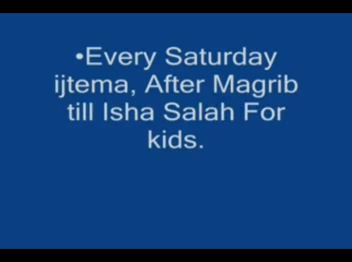 •Every Saturday
ijtema, After Magrib
till Isha Salah For
kids.